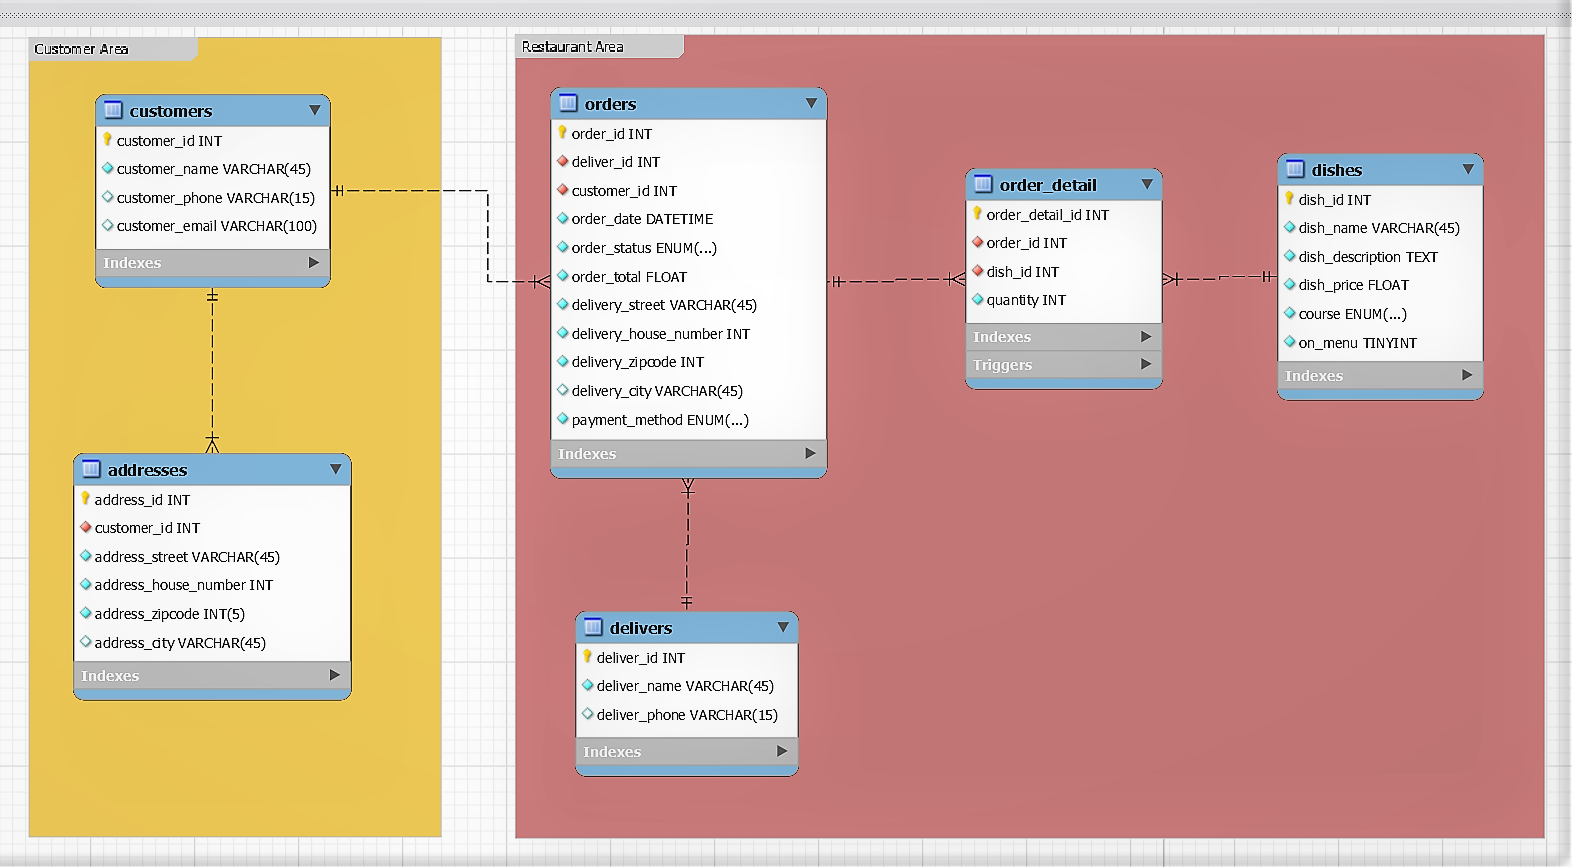 Customer Area
customers
customer_id INT
customer_name VARCHAR(45)
customer_phone VARCHAR(15)
customer_email VARCHAR(100)
Indexes
addresses
address_id INT
customer_id INT
address_street VARCHAR(45)
address_house_number INT
address_zipcode INT(5)
address_city VARCHAR(45)
Indexes
Restaurant Area
orders
order_id INT
deliver_id INT
customer_id INT
order_date DATETIME
order_status ENUM(...)
order_total FLOAT
delivery_street VARCHAR(45)
delivery_house_number INT
delivery_zipcode INT
delivery_city VARCHAR(45)
payment_method ENUM(...)
Indexes
order_detail
order_detail_id INT
order_id INT
dish_id INT
quantity INT
Indexes
Triggers
dishes
dish_id INT
dish_name VARCHAR(45)
dish_description TEXT
dish_price FLOAT
course ENUM(...)
on_menu TINYINT
Indexes
delivers
deliver_id INT
deliver_name VARCHAR(45)
deliver_phone VARCHAR(15)
Indexes